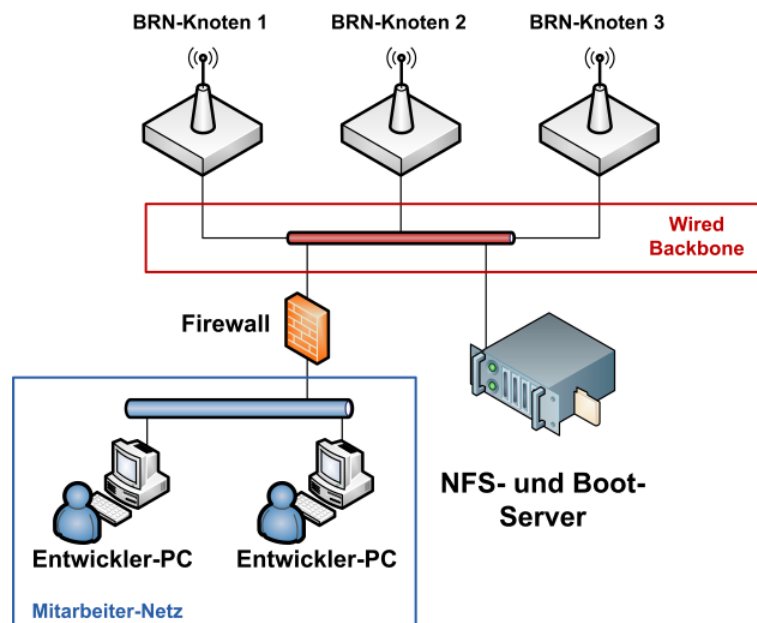 BRN-Knoten 1
BRN-Knoten 2
BRN-Knoten 3
Wired
Backbone
Firewall
NFS- und Boot-
Server
Entwickler-PC
Entwickler-PC
Mitarbeiter-Netz